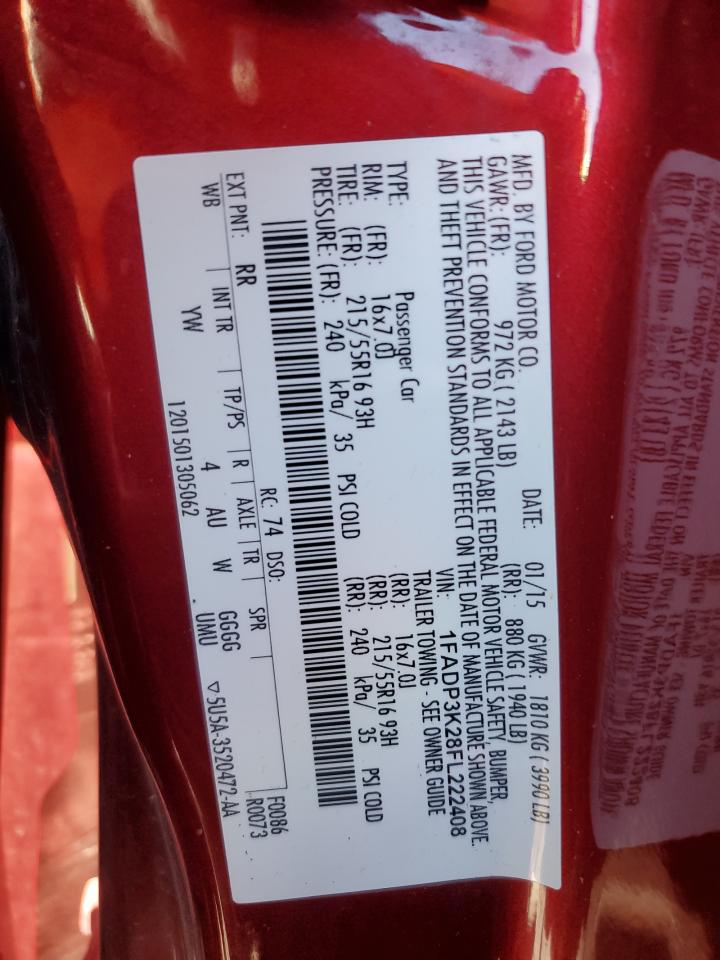 MFD. BY FORD MOTOR CO.
DATE: 01/15 GVWR: 1810 KG ( 3990 LB)
GAWR: (FR): 972 KG ( 2143 LB) (RR): 880 KG ( 1940 LB)
THIS VEHICLE CONFORMS TO ALL APPLICABLE FEDERAL MOTOR VEHICLE SAFETY, BUMPER,
AND THEFT PREVENTION STANDARDS IN EFFECT ON THE DATE OF MANUFACTURE SHOWN ABOVE.
VIN: 1FADP3K28FL222408
TYPE: Passenger Car TRAILER TOWING - SEE OWNER GUIDE
RIM: (FR): 16x7.0J (RR): 16x7.0J
TIRE: (FR): 215/55R16 93H (RR): 215/55R16 93H
PRESSURE: (FR): 240 kPa/ 35 PSI COLD (RR): 240 kPa/ 35 PSI COLD
F0086
RC: 74 DSO: R0073
EXT PNT: RR
WB | INT TR | TP/PS | R | AXLE | TR | SPR
YW 4 AU W GGGG
1201501305062 UMU ▽5U5A-3520472-AA